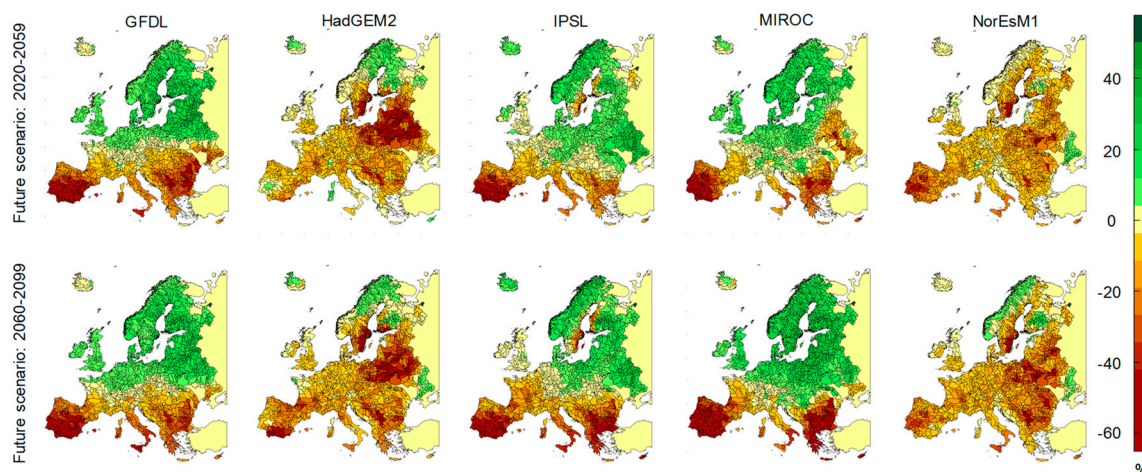 GFDL HadGEM2 IPSL MIROC NorEsM1
Future scenario: 2020-2059
Future scenario: 2060-2099
40
20
0
-20
-40
-60
%